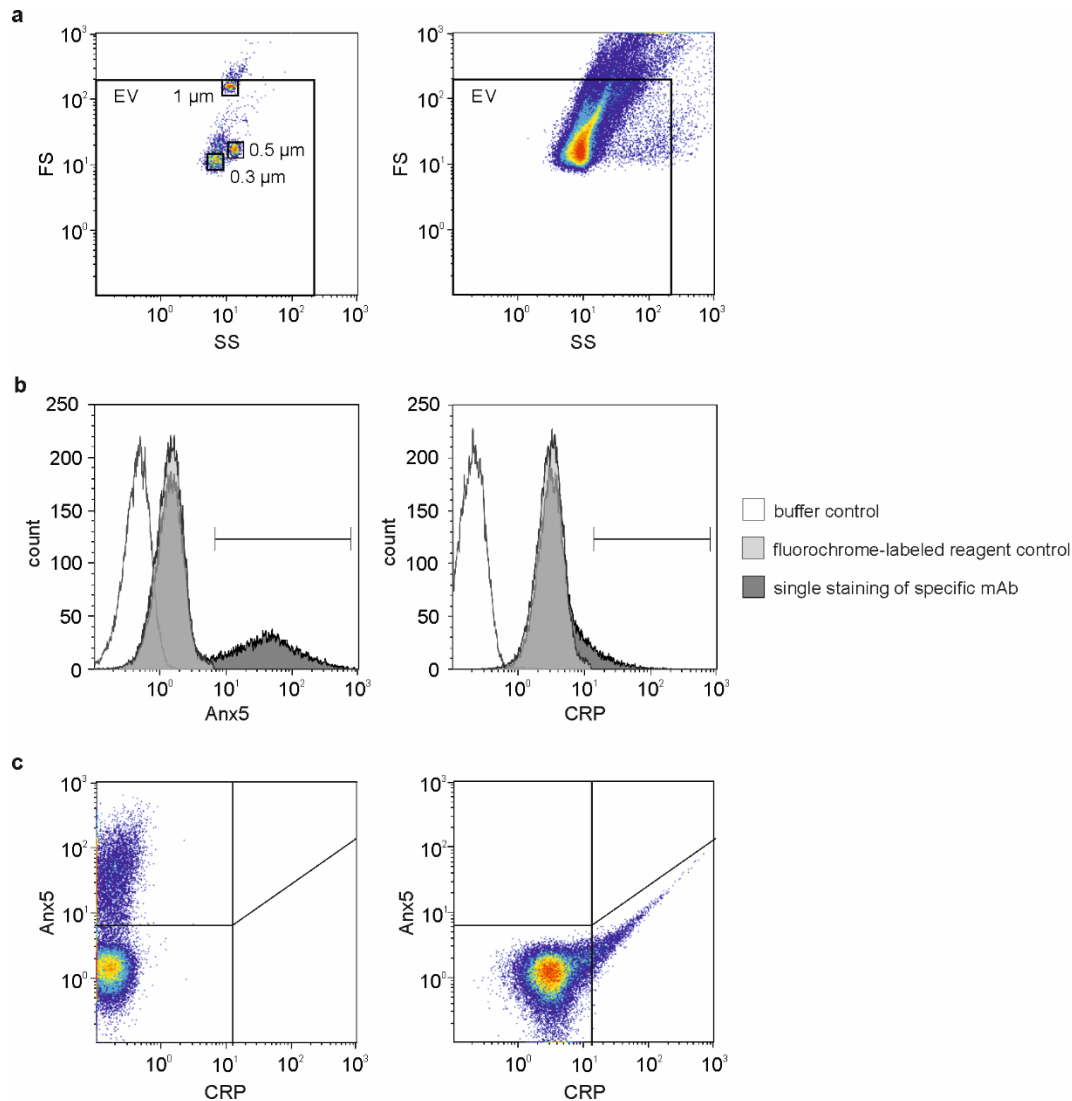 a
10³
10²
10¹
10⁰
FS
EV
1 µm
0.5 µm
0.3 µm
10⁰ 10¹ 10² 10³
SS
10³
10²
10¹
10⁰
FS
EV
10⁰ 10¹ 10² 10³
SS
b
250
200
150
100
50
0
count
10⁰ 10¹ 10² 10³
Anx5
250
200
150
100
50
0
count
10⁰ 10¹ 10² 10³
CRP
buffer control
fluorochrome-labeled reagent control
single staining of specific mAb
c
10³
10²
10¹
10⁰
Anx5
10⁰ 10¹ 10² 10³
CRP
10³
10²
10¹
10⁰
Anx5
10⁰ 10¹ 10² 10³
CRP